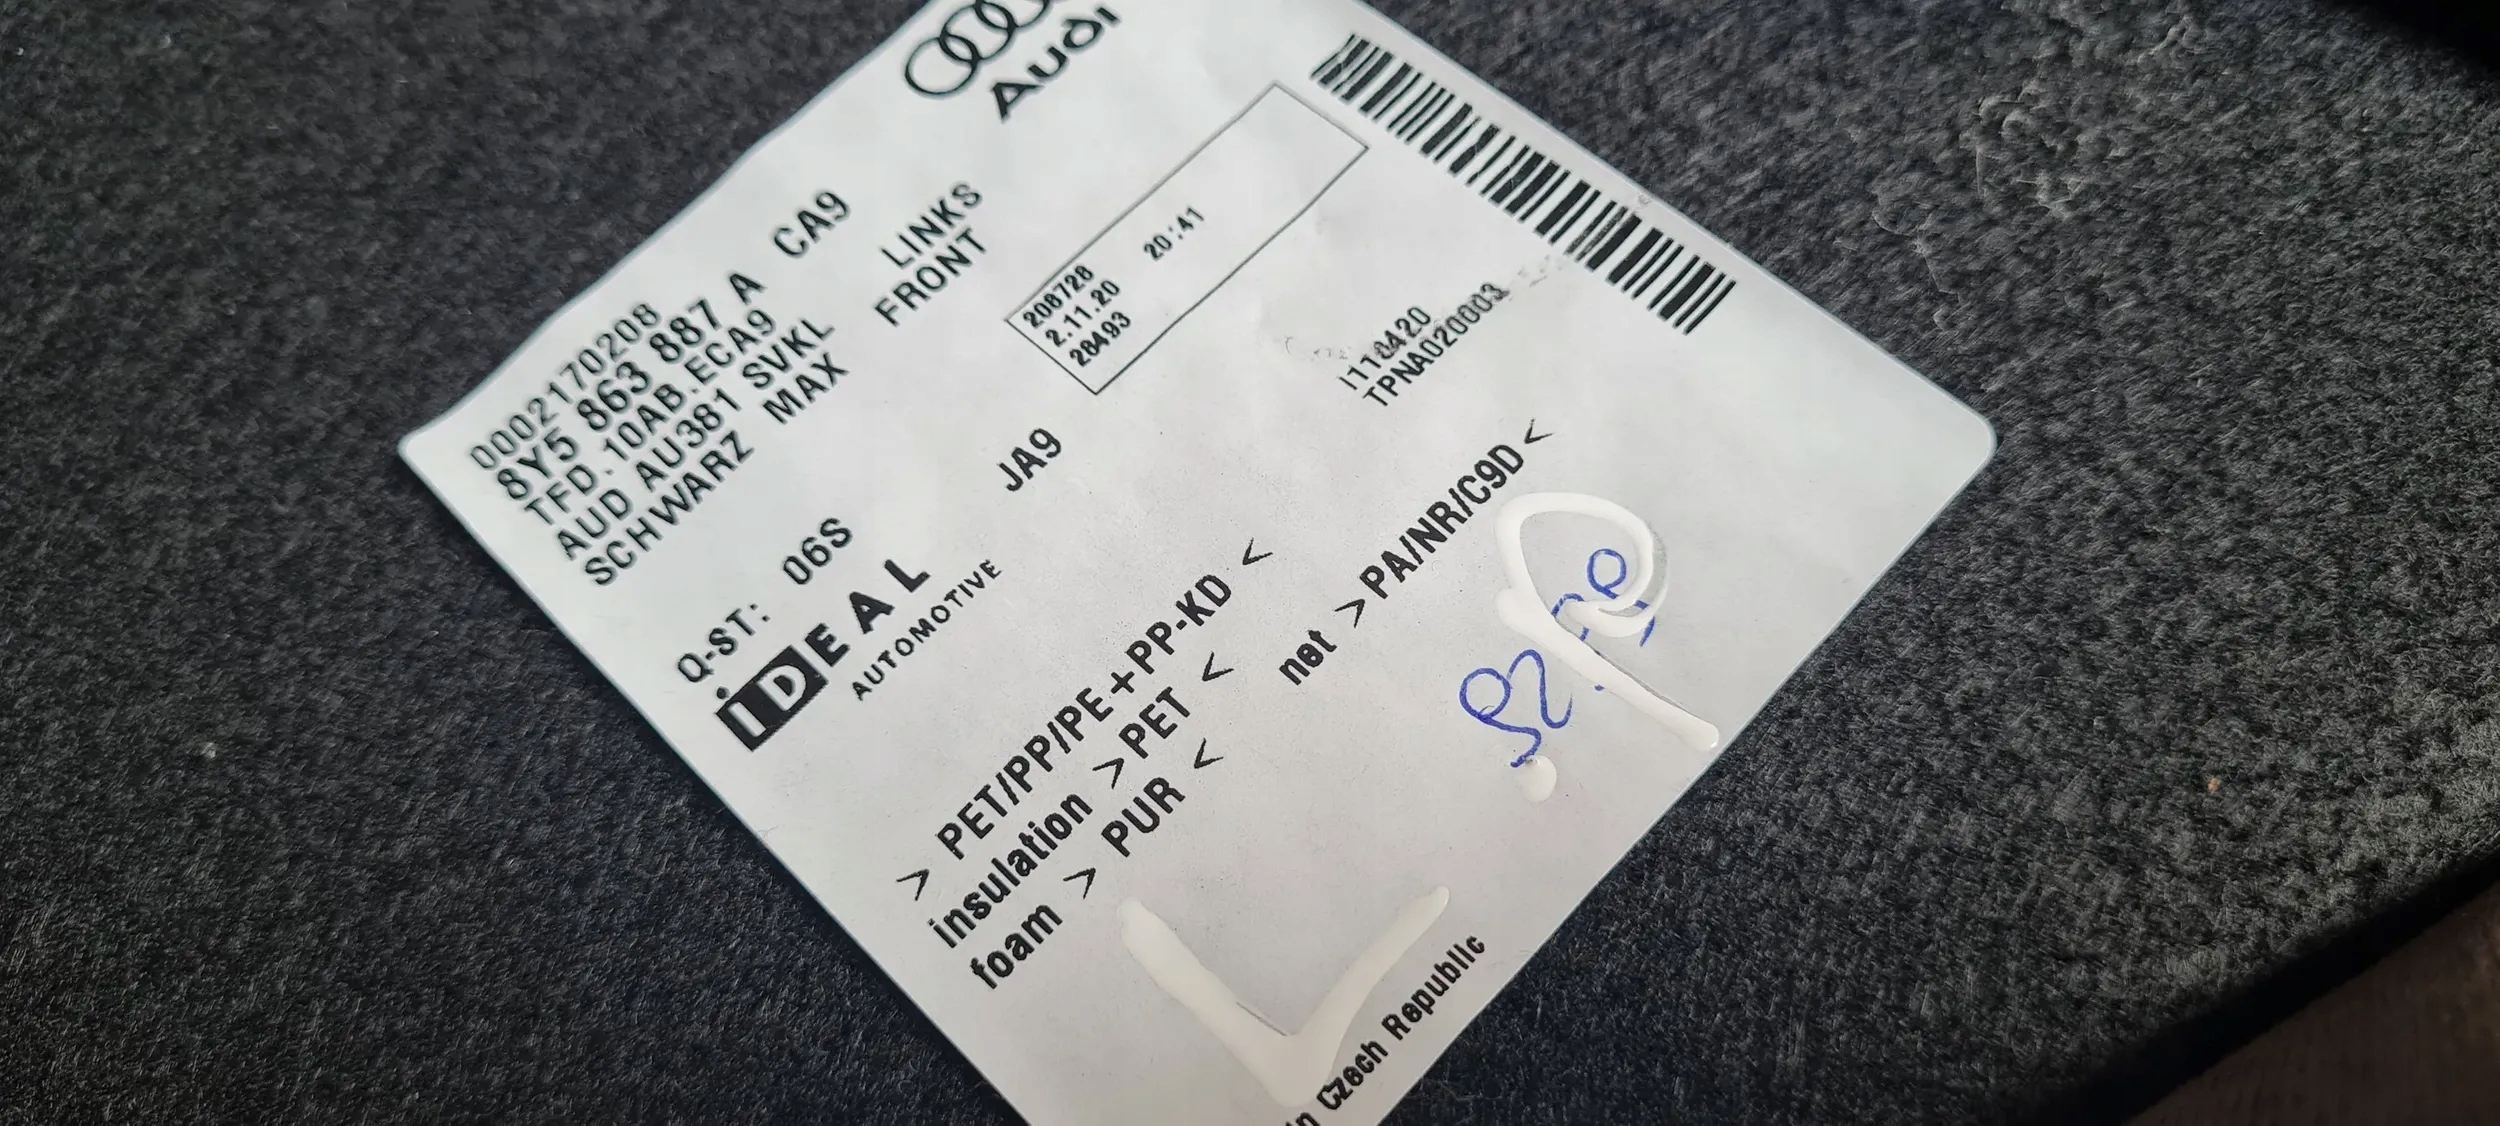 Audi
0002170208
8Y5 863 887 A CA9
TFD.10AB.ECA9 LINKS
AUD AU381 SVKL FRONT
SCHWARZ MAX
208728
2.11.20 20:41
28493
Q-ST: 06S JA9
iDEAL
AUTOMOTIVE
I110420
TPNA020003
> PET/PP/PE+PP-KD <
insulation >PET <
foam > PUR <
net >PA/NR/C9D<
L
P
in Czech Republic